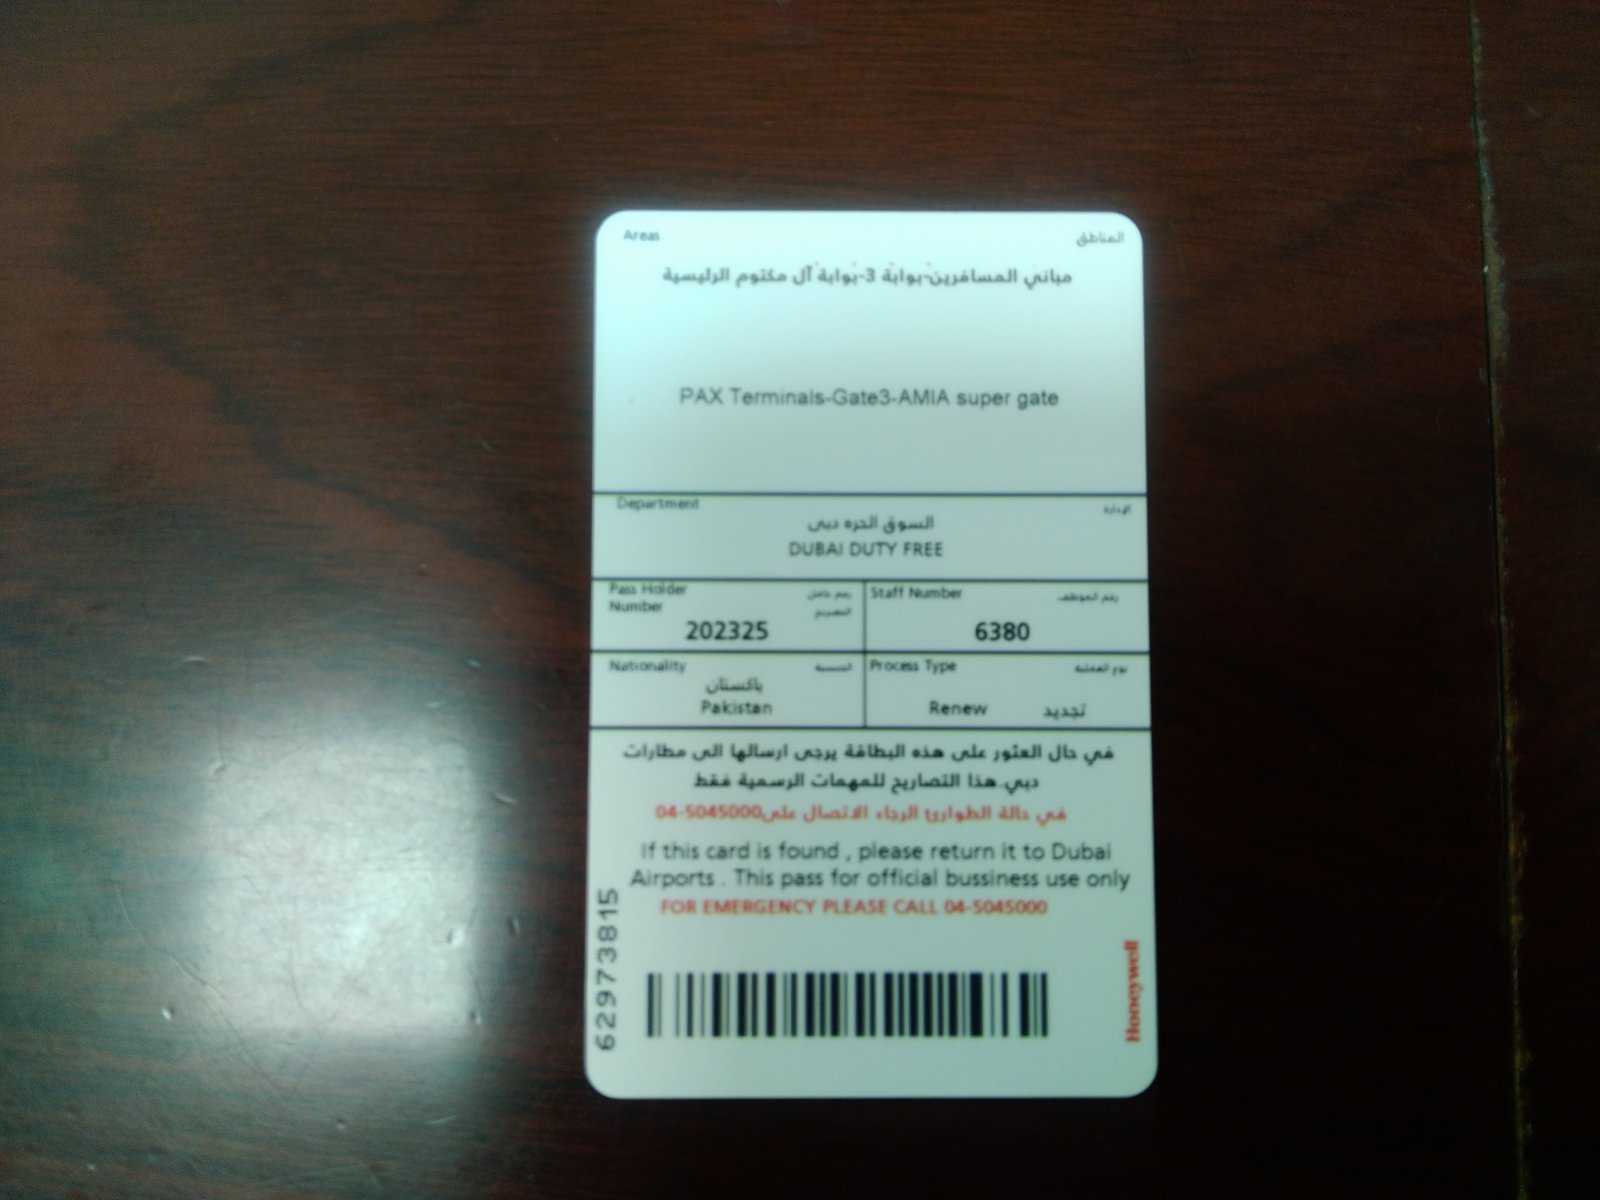 Areas المناطق
مباني المسافرين-بوابة 3-بوابة آل مكتوم الرئيسية
PAX Terminals-Gate3-AMIA super gate
Department الإدارة
السوق الحره دبى
DUBAI DUTY FREE
Pass Holder رقم حامل
Number التصريح
202325
Staff Number رقم الموظف
6380
Nationality الجنسية
باكستان
Pakistan
Process Type نوع العملية
Renew تجديد
في حال العثور على هذه البطاقة يرجى ارسالها الى مطارات
دبي. هذا التصاريح للمهمات الرسمية فقط
في حالة الطوارئ الرجاء الاتصال على04-5045000
If this card is found , please return it to Dubai
Airports . This pass for official bussiness use only
FOR EMERGENCY PLEASE CALL 04-5045000
62973815
Honeywell